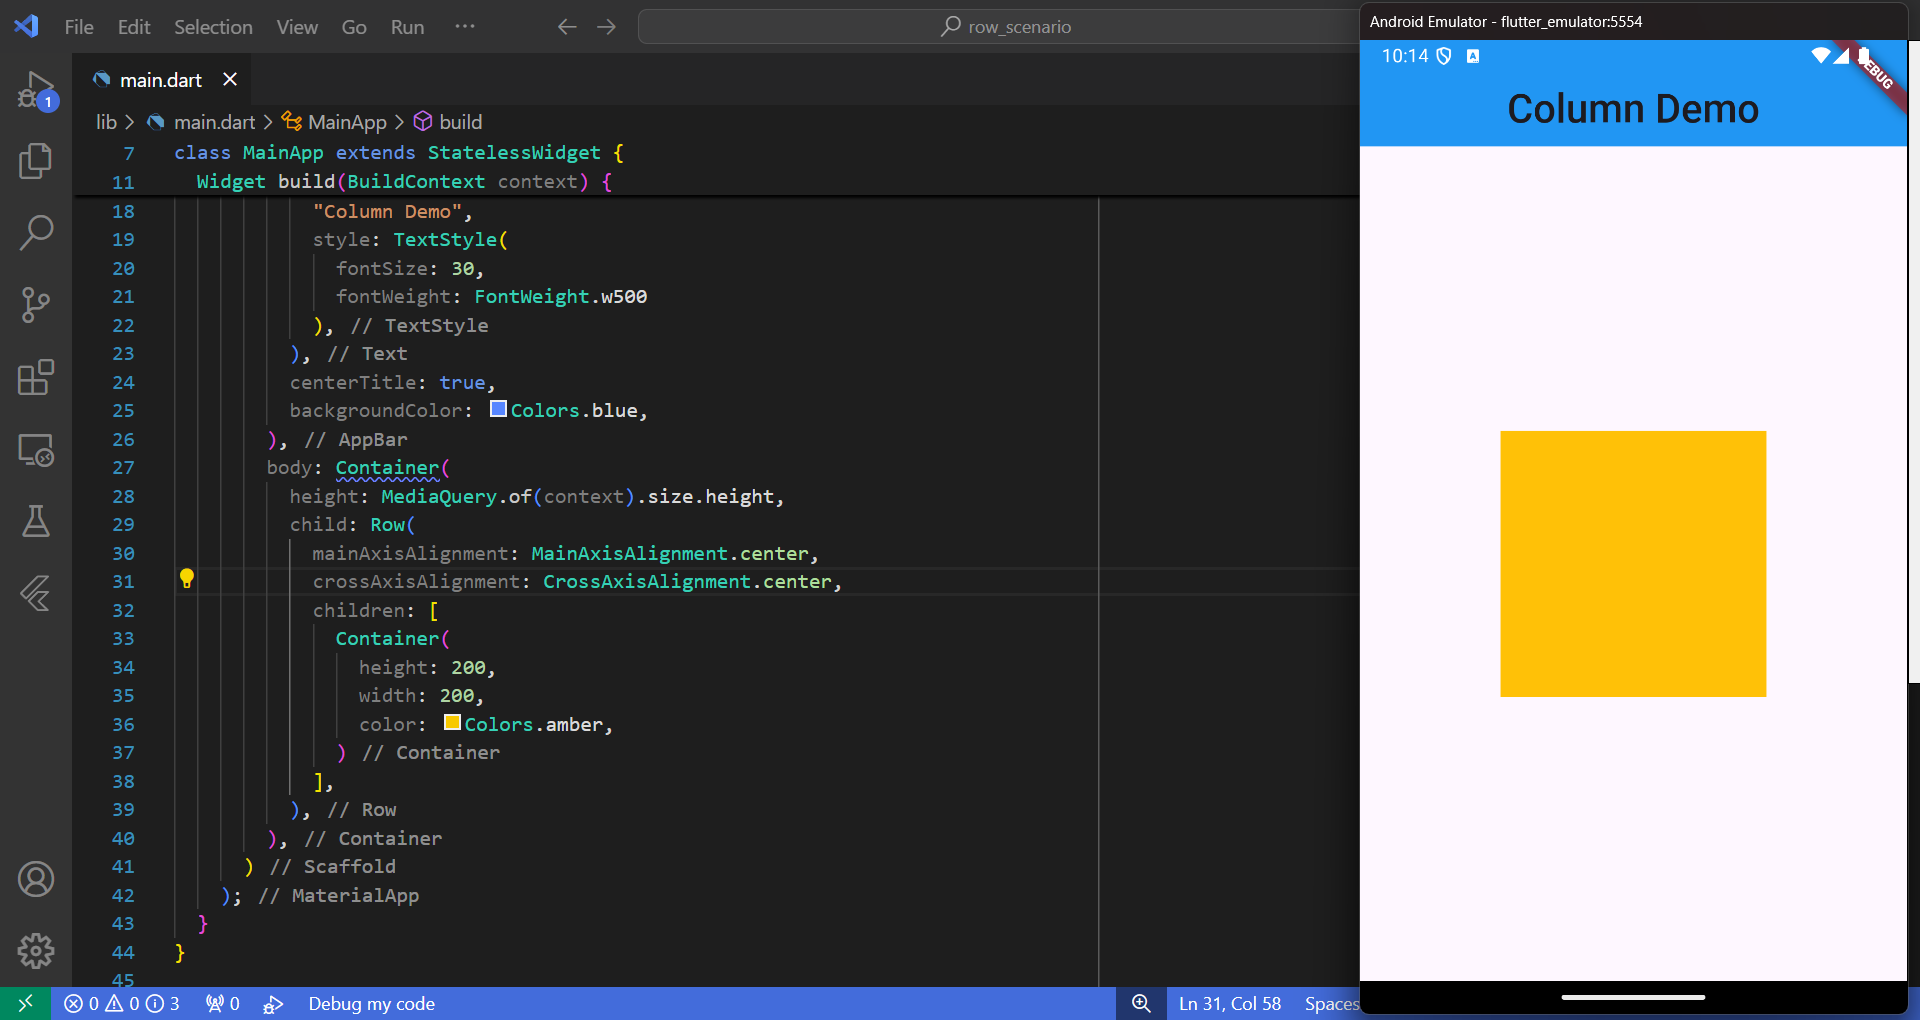 File Edit Selection View Go Run ···
row_scenario
1
main.dart
lib > main.dart > MainApp > build
7 class MainApp extends StatelessWidget {
11 Widget build(BuildContext context) {
18 "Column Demo",
19 style: TextStyle(
20 fontSize: 30,
21 fontWeight: FontWeight.w500
22 ), // TextStyle
23 ), // Text
24 centerTitle: true,
25 backgroundColor: Colors.blue,
26 ), // AppBar
27 body: Container(
28 height: MediaQuery.of(context).size.height,
29 child: Row(
30 mainAxisAlignment: MainAxisAlignment.center,
31 crossAxisAlignment: CrossAxisAlignment.center,
32 children: [
33 Container(
34 height: 200,
35 width: 200,
36 color: Colors.amber,
37 ) // Container
38 ],
39 ), // Row
40 ), // Container
41 ) // Scaffold
42 ); // MaterialApp
43 }
44 }
45
0 0 3 0 Debug my code
Ln 31, Col 58 Spaces
Android Emulator - flutter_emulator:5554
10:14
Column Demo